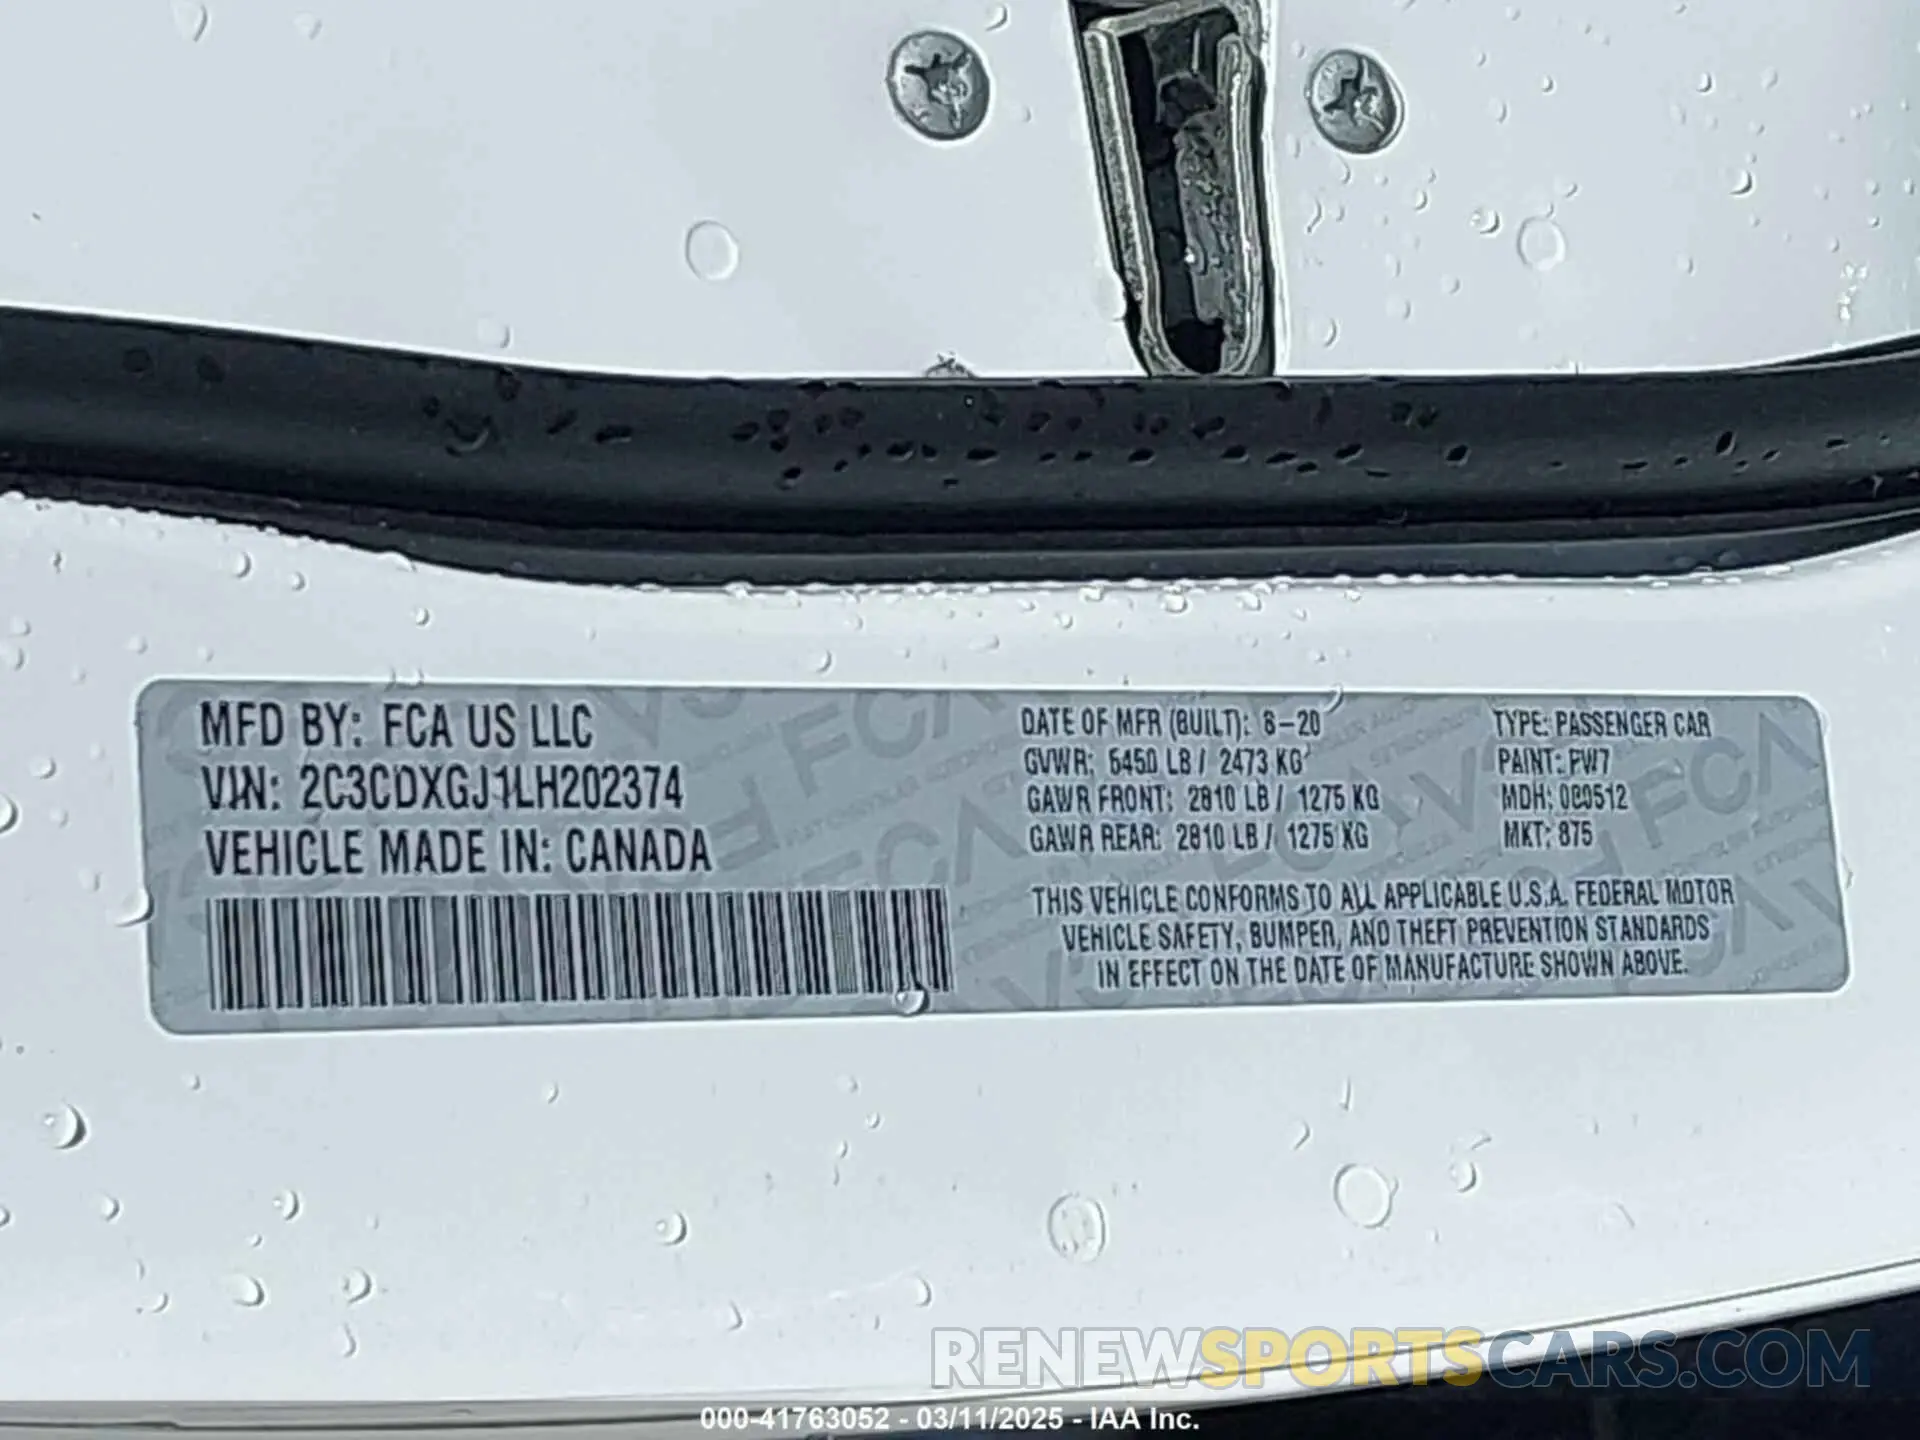 MFD BY: FCA US LLC
VIN: 2C3CDXGJ1LH202374
VEHICLE MADE IN: CANADA
DATE OF MFR (BUILT): 8-20
GVWR: 5450 LB / 2473 KG
GAWR FRONT: 2810 LB / 1275 KG
GAWR REAR: 2810 LB / 1275 KG
TYPE: PASSENGER CAR
PAINT: PW7
MDH: 080512
MKT: 875
THIS VEHICLE CONFORMS TO ALL APPLICABLE U.S.A. FEDERAL MOTOR
VEHICLE SAFETY, BUMPER, AND THEFT PREVENTION STANDARDS
IN EFFECT ON THE DATE OF MANUFACTURE SHOWN ABOVE.
RENEWSPORTSCARS.COM
000-41763052 - 03/11/2025 - IAA Inc.